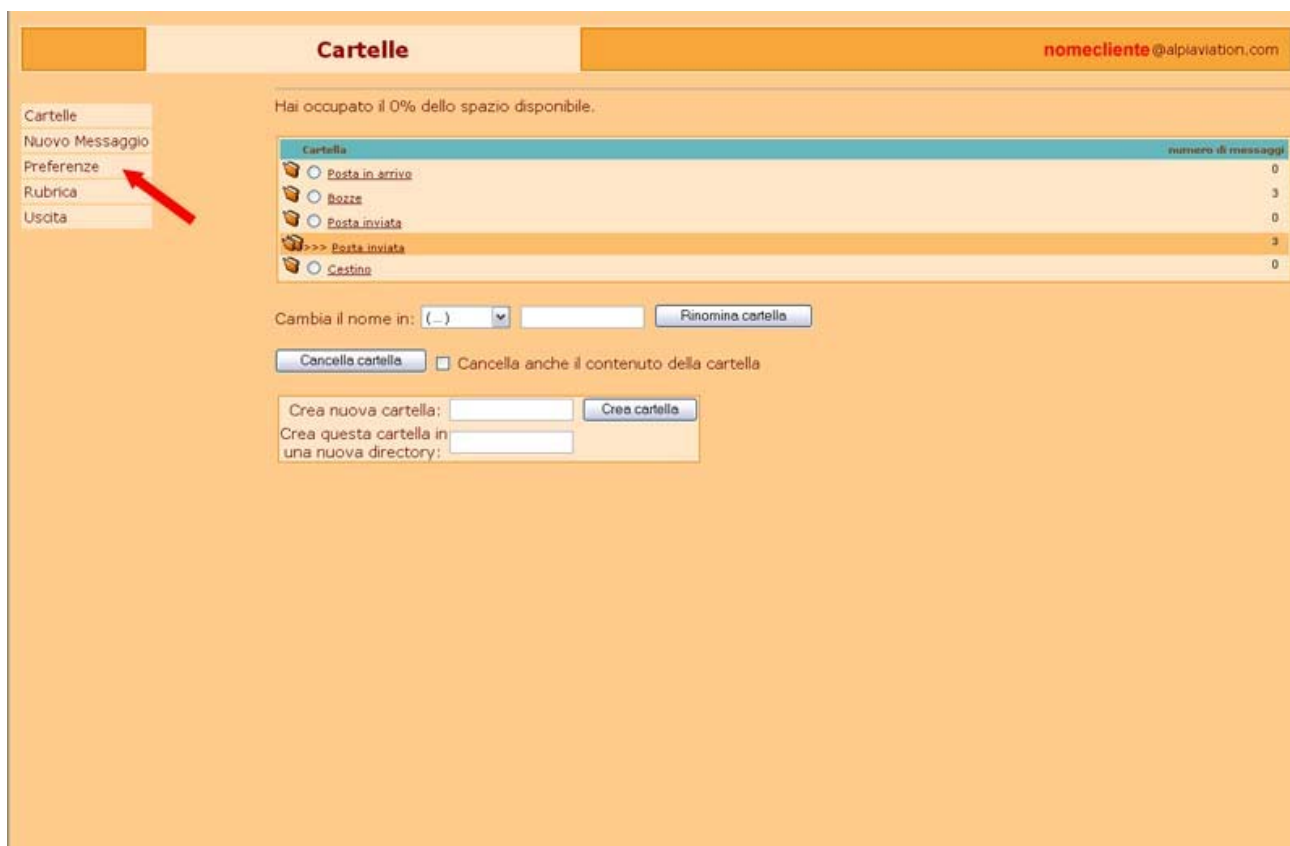 Cartelle
nomecliente@alpiaviation.com
Cartelle
Nuovo Messaggio
Preferenze
Rubrica
Uscita
Hai occupato il 0% dello spazio disponibile.
Cartella numero di messaggi
Posta in arrivo 0
Bozze 3
Posta inviata 0
>>> Posta inviata 3
Cestino 0
Cambia il nome in: (...) Rinomina cartella
Cancella cartella Cancella anche il contenuto della cartella
Crea nuova cartella: Crea cartella
Crea questa cartella in
una nuova directory: